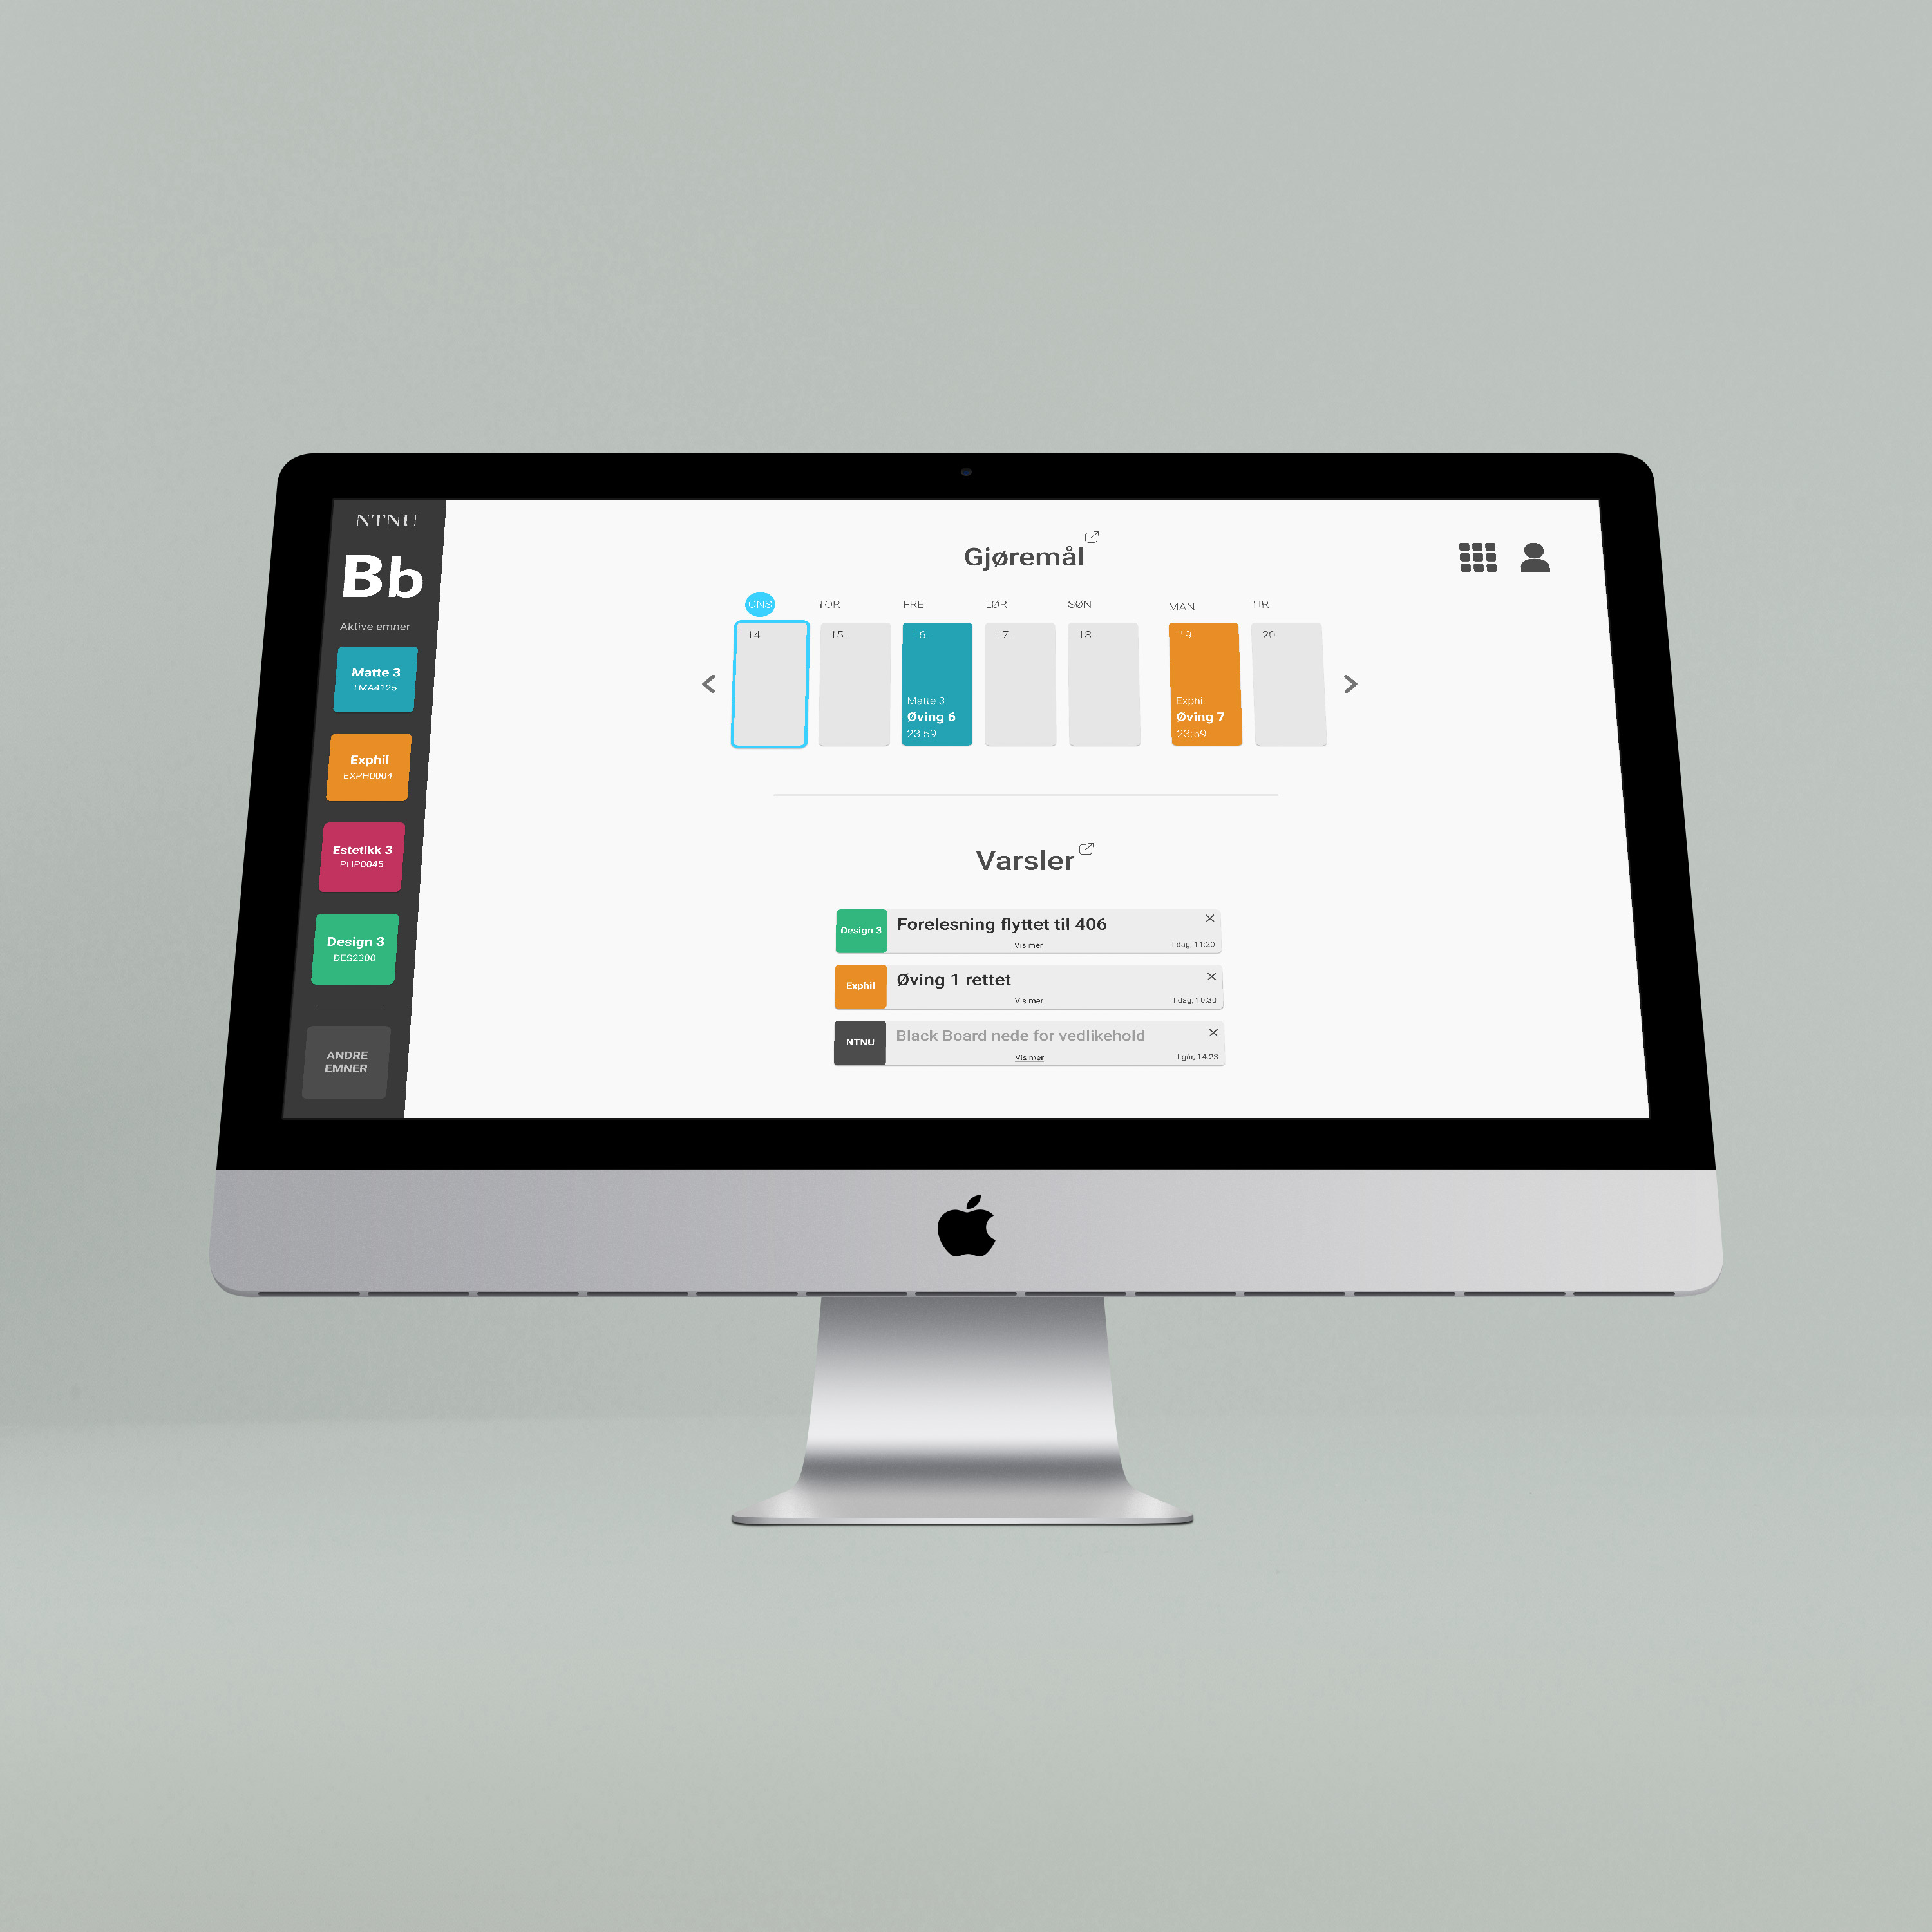 NTNU
Bb
Aktive emner
Matte 3
TMA4125
Exphil
EXPH0004
Estetikk 3
PHP0045
Design 3
DES2300
ANDRE
EMNER
Gjøremål
ONS TOR FRE LØR SØN MAN TIR
14. 15. 16. 17. 18. 19. 20.
Matte 3
Øving 6
23:59
Exphil
Øving 7
23:59
Varsler
Design 3
Forelesning flyttet til 406
Vis mer
I dag, 11:20
Exphil
Øving 1 rettet
Vis mer
I dag, 10:30
NTNU
Black Board nede for vedlikehold
Vis mer
I går, 14:23